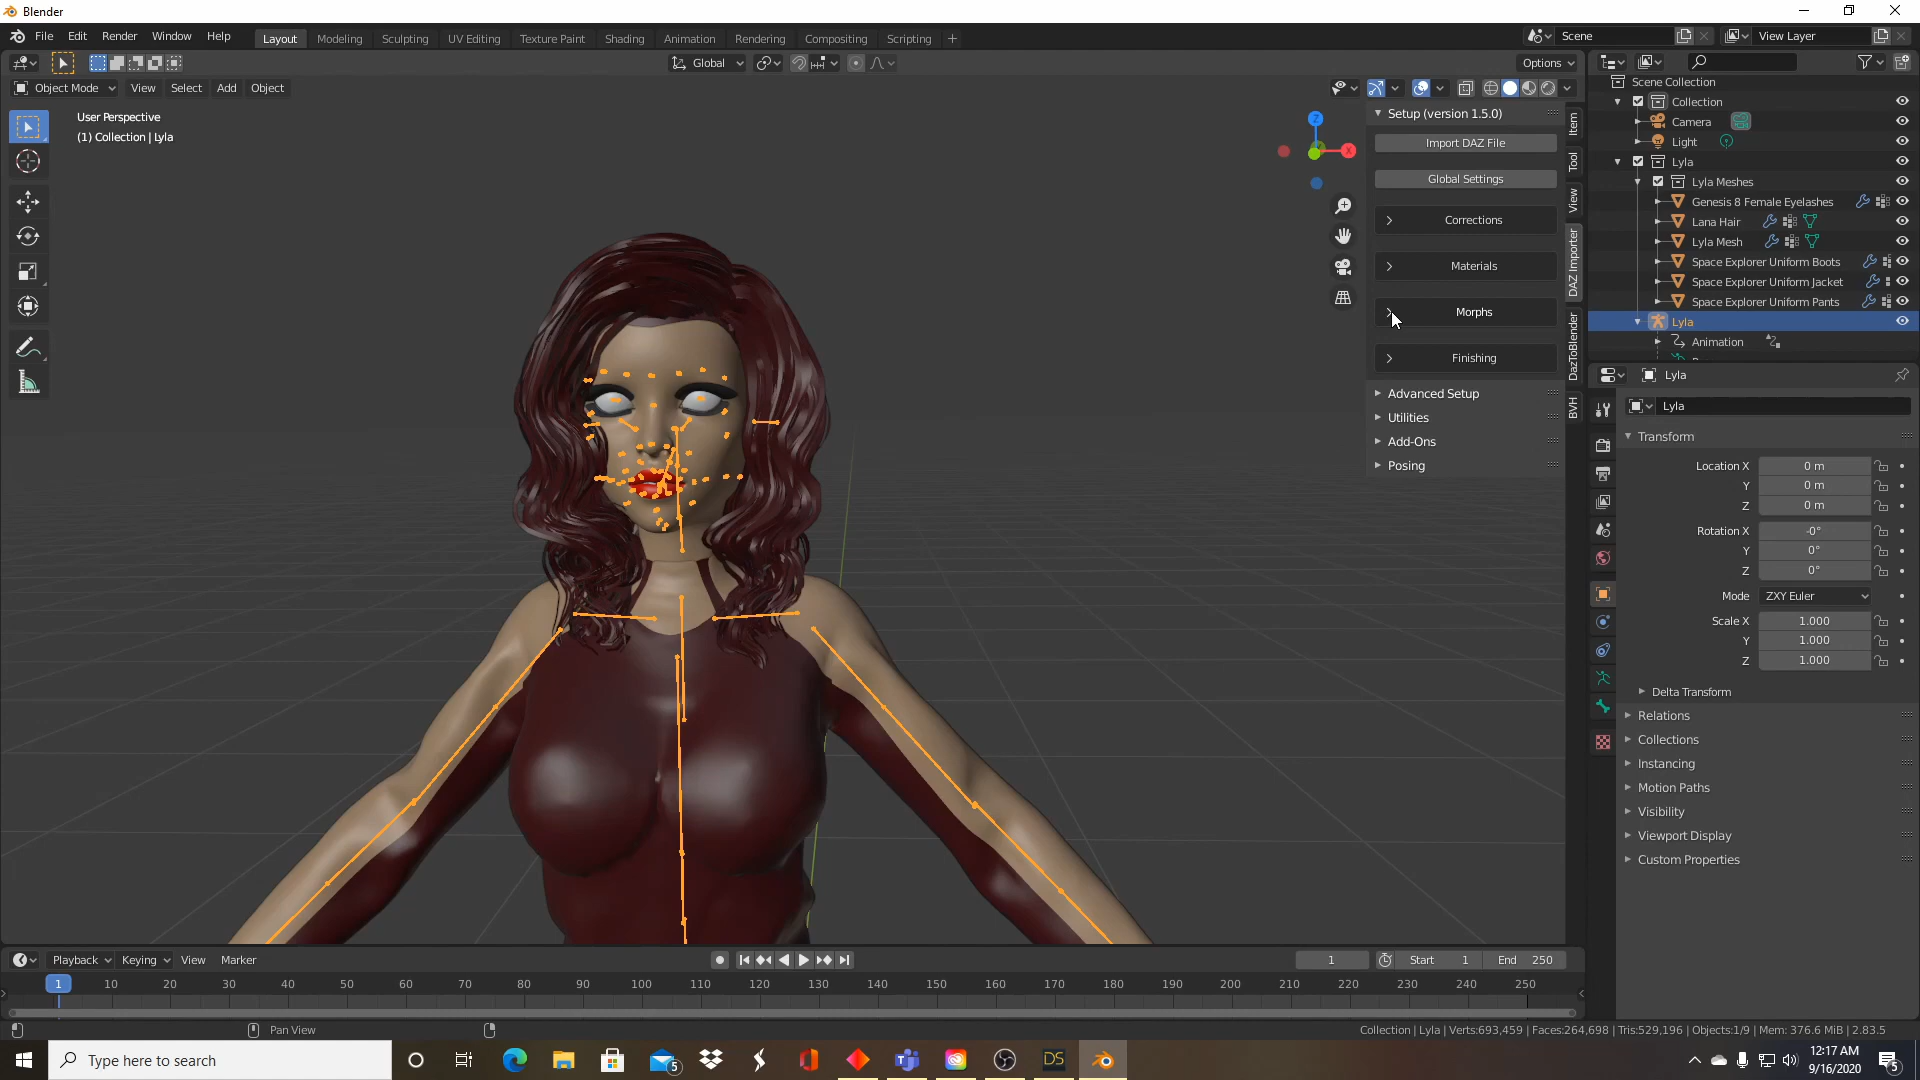 Blender
File Edit Render Window Help
Layout Modeling Sculpting UV Editing Texture Paint Shading Animation Rendering Compositing Scripting +
Scene
View Layer
Global
Options
Object Mode View Select Add Object
User Perspective
(1) Collection | Lyla
Z
X
Setup (version 1.5.0)
Import DAZ File
Global Settings
Corrections
Materials
Morphs
Finishing
Advanced Setup
Utilities
Add-Ons
Posing
Item
Tool
View
DAZ Importer
DazToBlender
BVH
Scene Collection
Collection
Camera
Light
Lyla
Lyla Meshes
Genesis 8 Female Eyelashes
Lana Hair
Lyla Mesh
Space Explorer Uniform Boots
Space Explorer Uniform Jacket
Space Explorer Uniform Pants
Lyla
Animation
Lyla
Lyla
Transform
Location X 0 m
Y 0 m
Z 0 m
Rotation X -0°
Y 0°
Z 0°
Mode ZXY Euler
Scale X 1.000
Y 1.000
Z 1.000
Delta Transform
Relations
Collections
Instancing
Motion Paths
Visibility
Viewport Display
Custom Properties
Playback Keying View Marker
1 Start 1 End 250
1 10 20 30 40 50 60 70 80 90 100 110 120 130 140 150 160 170 180 190 200 210 220 230 240 250
Pan View
Collection | Lyla | Verts:693,459 | Faces:264,698 | Tris:529,196 | Objects:1/9 | Mem: 376.6 MiB | 2.83.5
Type here to search
5
DS
12:17 AM
9/16/2020
5